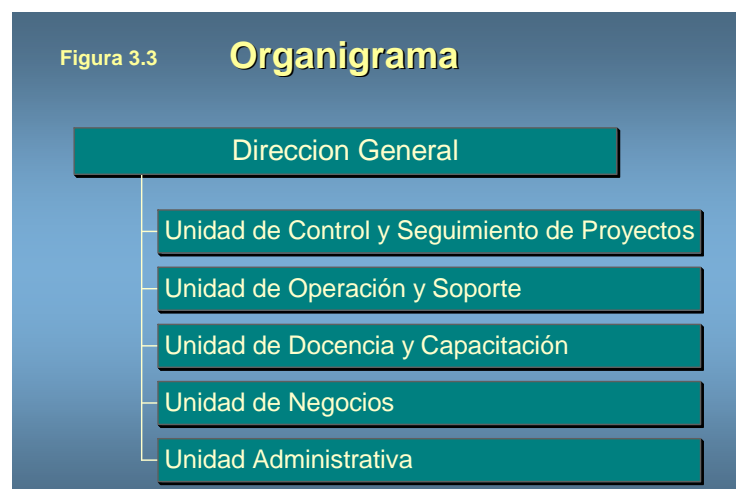 Figura 3.3
Organigrama
Direccion General
Unidad de Control y Seguimiento de Proyectos
Unidad de Operación y Soporte
Unidad de Docencia y Capacitación
Unidad de Negocios
Unidad Administrativa